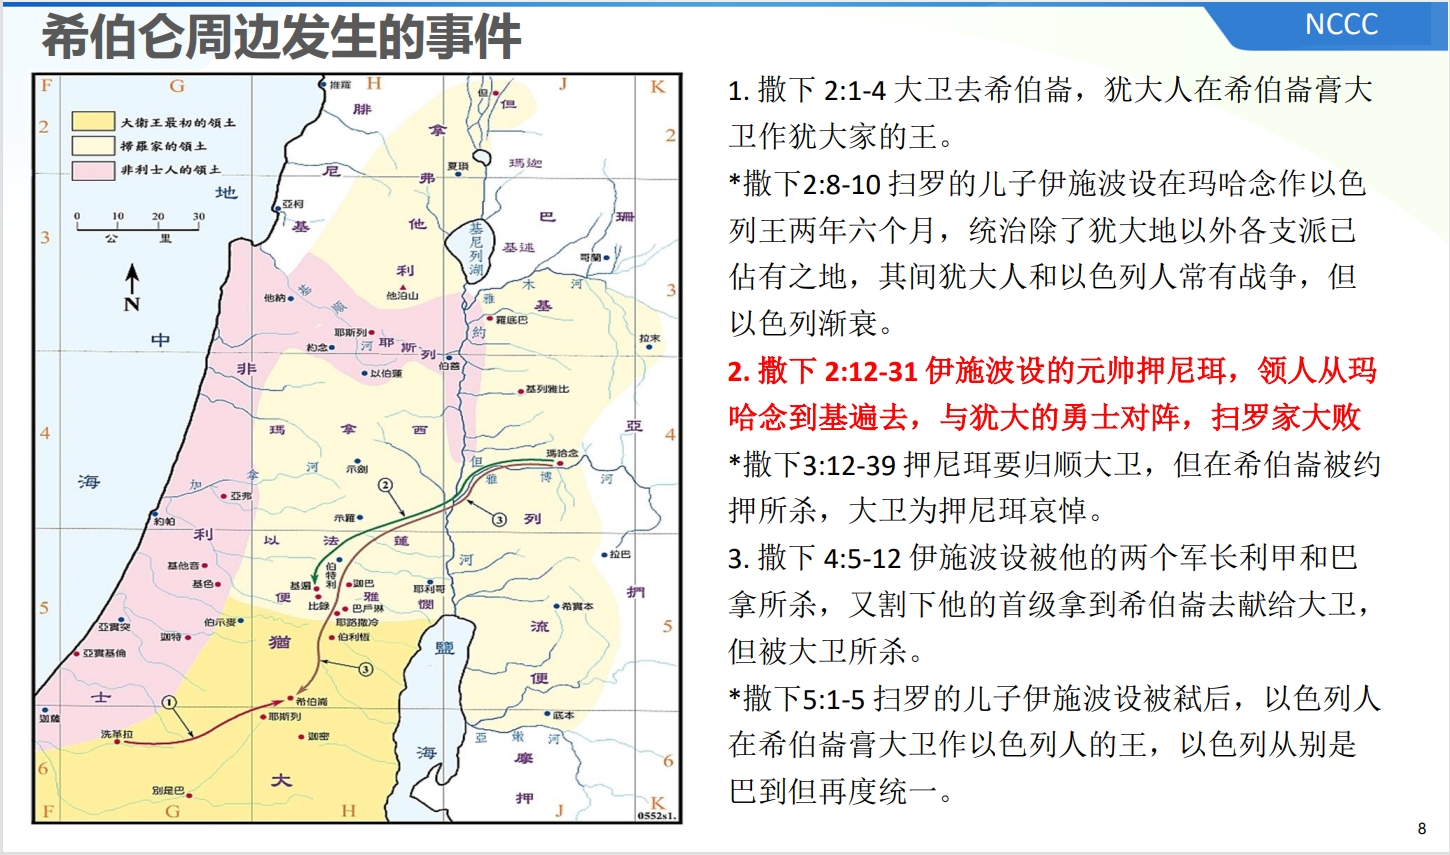 希伯仑周边发生的事件
NCCC
1. 撒下 2:1-4 大卫去希伯崙，犹大人在希伯崙膏大
卫作犹大家的王。
*撒下2:8-10 扫罗的儿子伊施波设在玛哈念作以色
列王两年六个月，统治除了犹大地以外各支派已
佔有之地，其间犹大人和以色列人常有战争，但
以色列渐衰。
2. 撒下 2:12-31 伊施波设的元帅押尼珥，领人从玛
哈念到基遍去，与犹大的勇士对阵，扫罗家大败
*撒下3:12-39 押尼珥要归顺大卫，但在希伯崙被约
押所杀，大卫为押尼珥哀悼。
3. 撒下 4:5-12 伊施波设被他的两个军长利甲和巴
拿所杀，又割下他的首级拿到希伯崙去献给大卫，
但被大卫所杀。
*撒下5:1-5 扫罗的儿子伊施波设被弑后，以色列人
在希伯崙膏大卫作以色列人的王，以色列从别是
巴到但再度统一。
8
F
G
H
J
K
2
2
3
3
4
4
5
5
6
6
F
G
H
J
K
大衛王最初的領土
掃羅家的領土
非利士人的領土
0 10 20 30
公 里
N
地
中
海
推羅
腓
尼
基
但
但
拿
弗
他
利
夏瑣
瑪迦
亞柯
巴 珊
基述
基尼列湖
哥蘭
他泊山
他納
基
雅
木
河
羅底巴
約
拉末
耶斯列
耶 斯 列
河
約念
伯善
以伯蓮
基列雅比
非
利
士
瑪 拿 西
亞
捫
加 拿 河
示劍
瑪哈念
但
雅 博 河
亞弗
約帕
②
③
示羅
列
以 法 蓮
河
伯特利
拉巴
基他音
基色
基遍
迦巴
耶利哥
便 雅 憫
比錄
巴戶琳
希實本
伯示麥
耶路撒冷
亞實突
迦特
伯利恆
流
便
猶
大
鹽
海
亞實基倫
③
希伯崙
①
迦薩
洗革拉
耶斯列
底本
迦密
亞 嫩 河
摩
押
別是巴
0552s1.